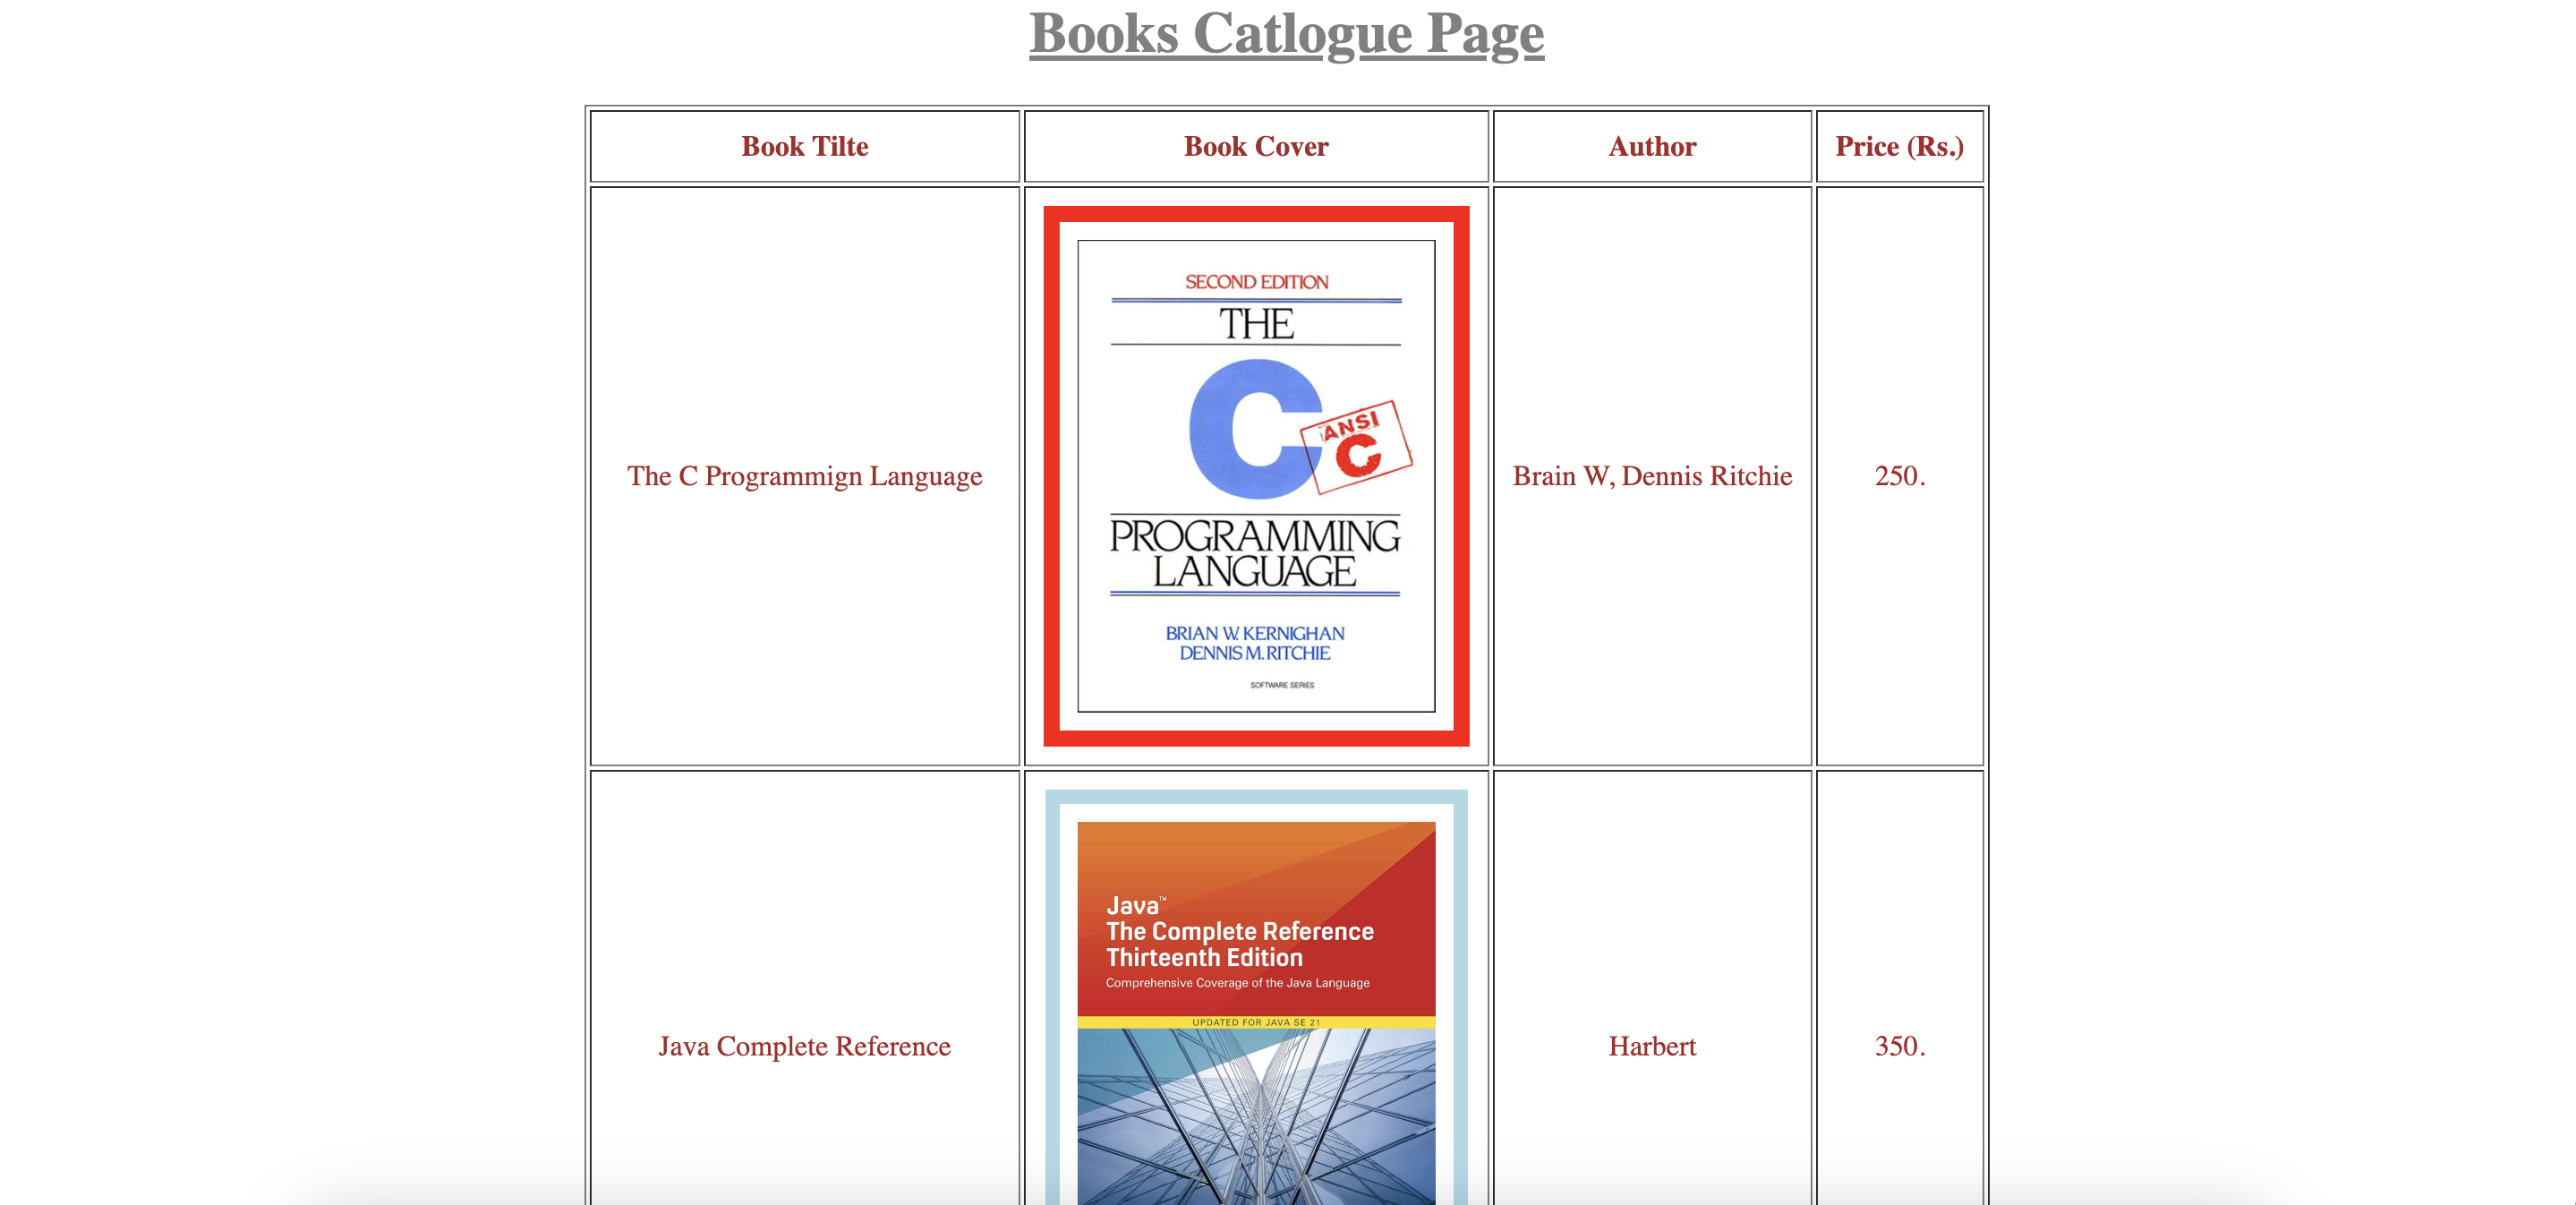 Books Catlogue Page
Book Tilte
Book Cover
Author
Price (Rs.)
The C Programmign Language
SECOND EDITION
THE
C
ANSI
C
PROGRAMMING
LANGUAGE
BRIAN W. KERNIGHAN
DENNIS M. RITCHIE
SOFTWARE SERIES
Brain W, Dennis Ritchie
250.
Java Complete Reference
Java™
The Complete Reference
Thirteenth Edition
Comprehensive Coverage of the Java Language
UPDATED FOR JAVA SE 21
Harbert
350.